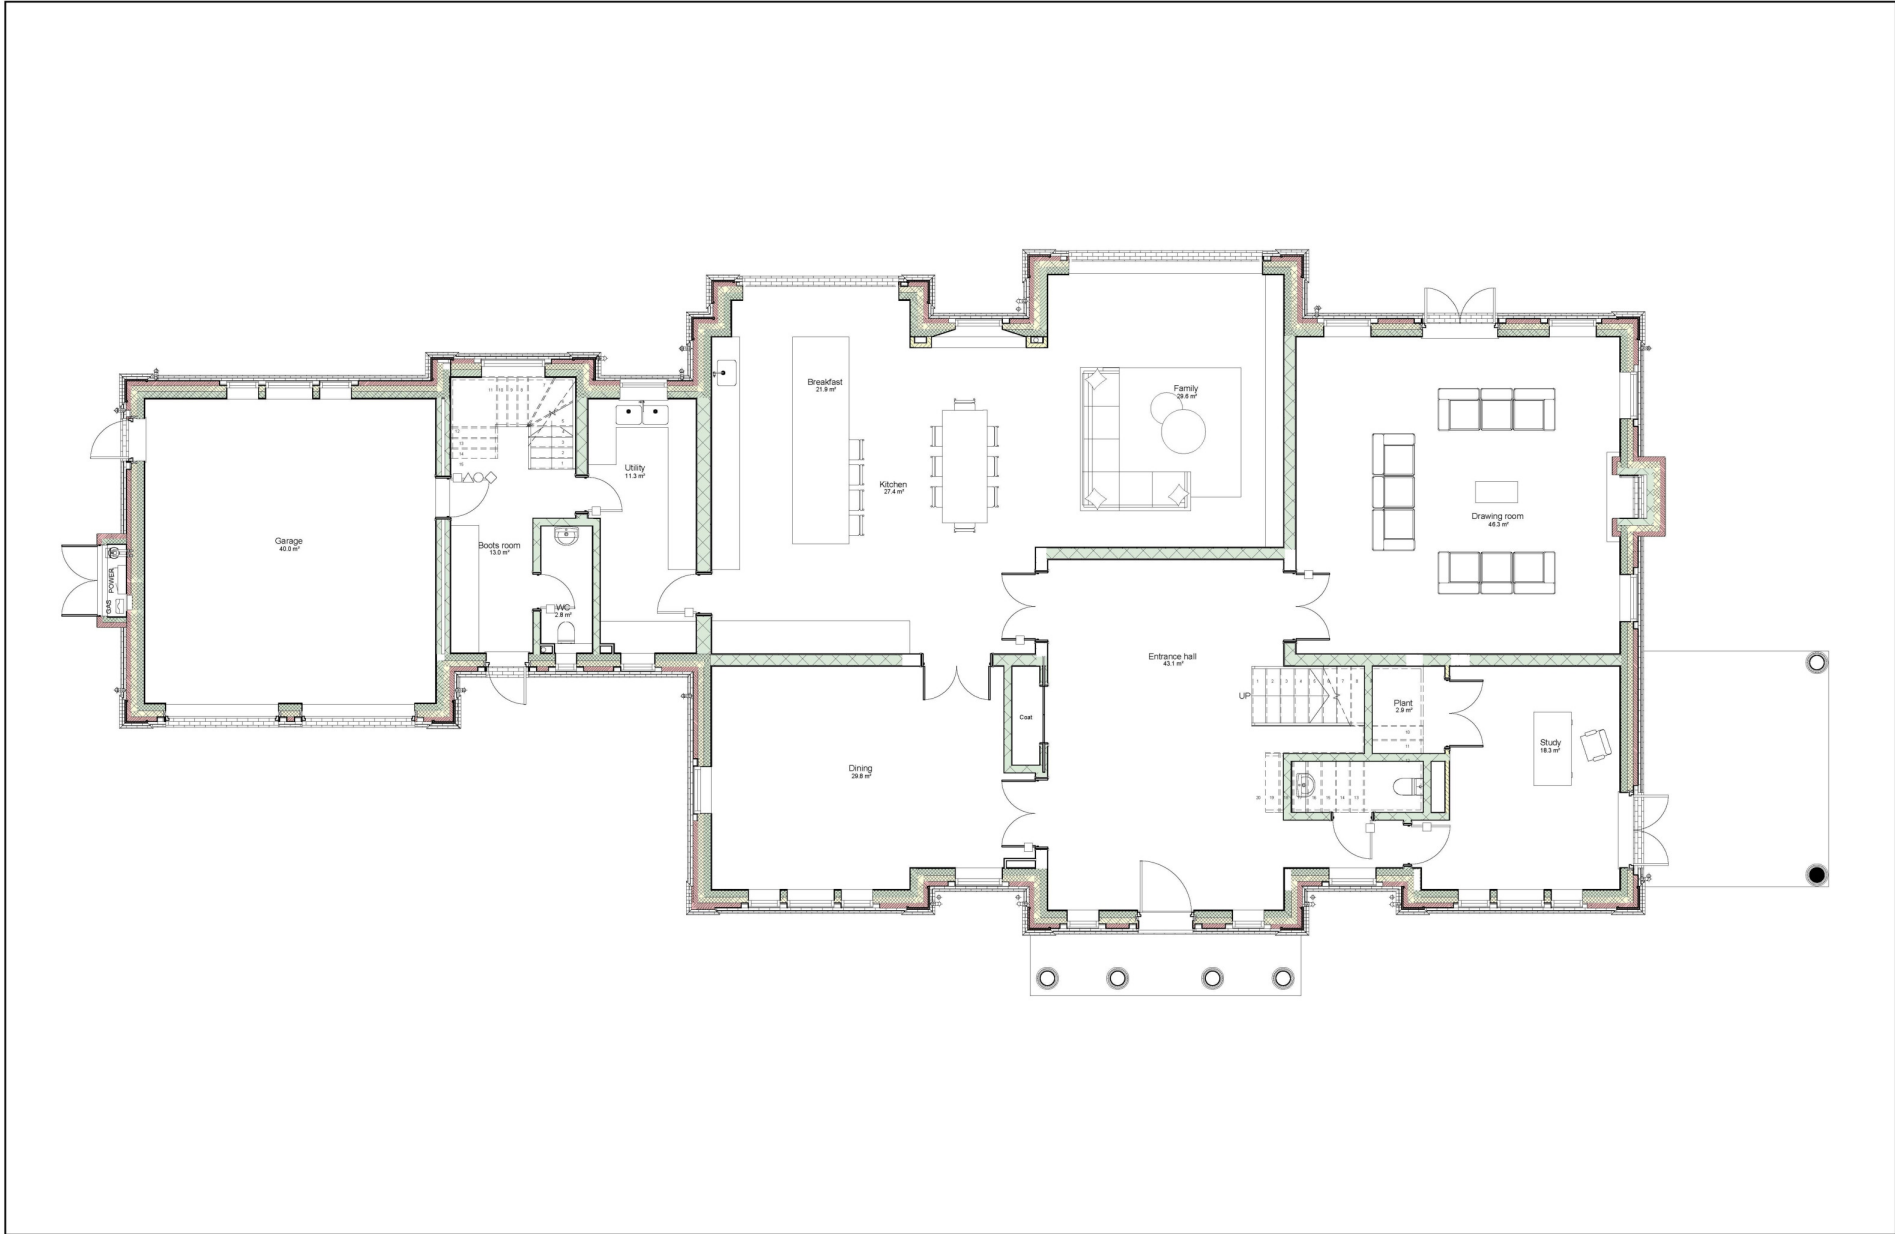 Breakfast
21.9 m²
Family
29.6 m²
Utility
11.3 m²
Kitchen
27.4 m²
Drawing room
46.3 m²
Garage
40.0 m²
Boots room
13.0 m²
GAS POWER
WC
2.8 m²
Entrance hall
43.1 m²
UP
Plant
2.9 m²
Coat
Study
18.3 m²
Dining
29.8 m²